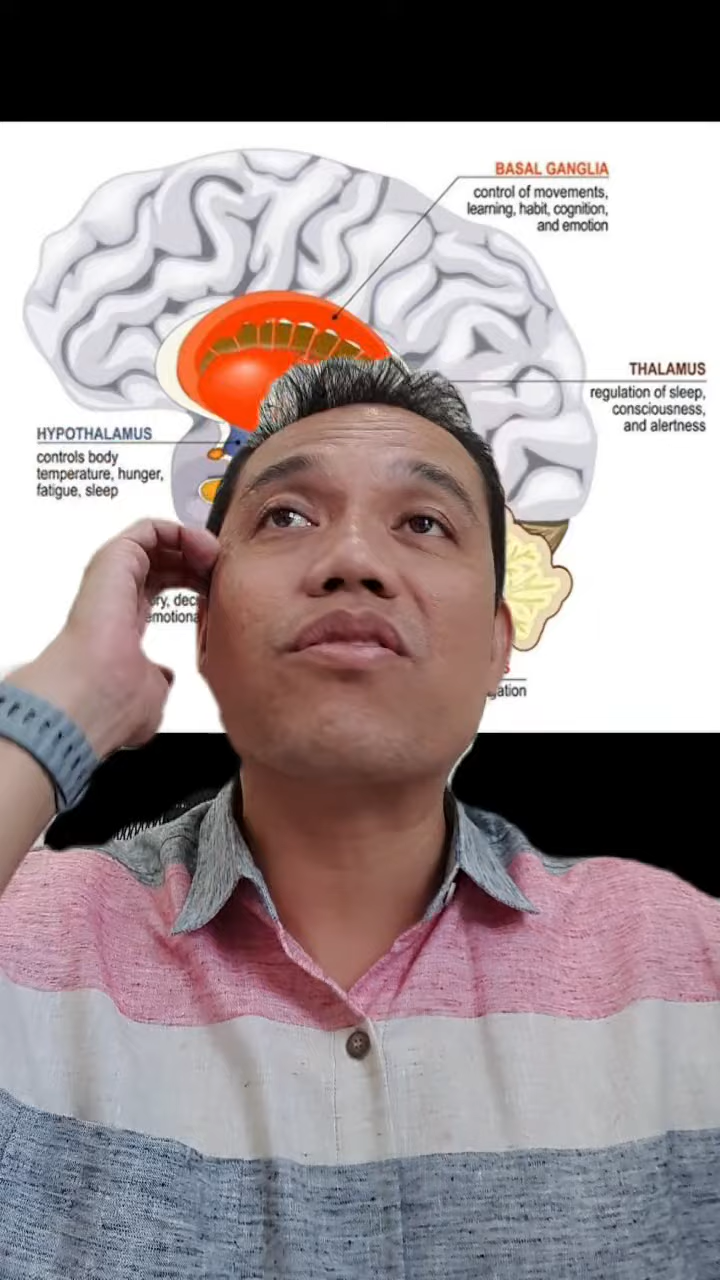 BASAL GANGLIA
control of movements,
learning, habit, cognition,
and emotion
THALAMUS
regulation of sleep,
consciousness,
and alertness
HYPOTHALAMUS
controls body
temperature, hunger,
fatigue, sleep